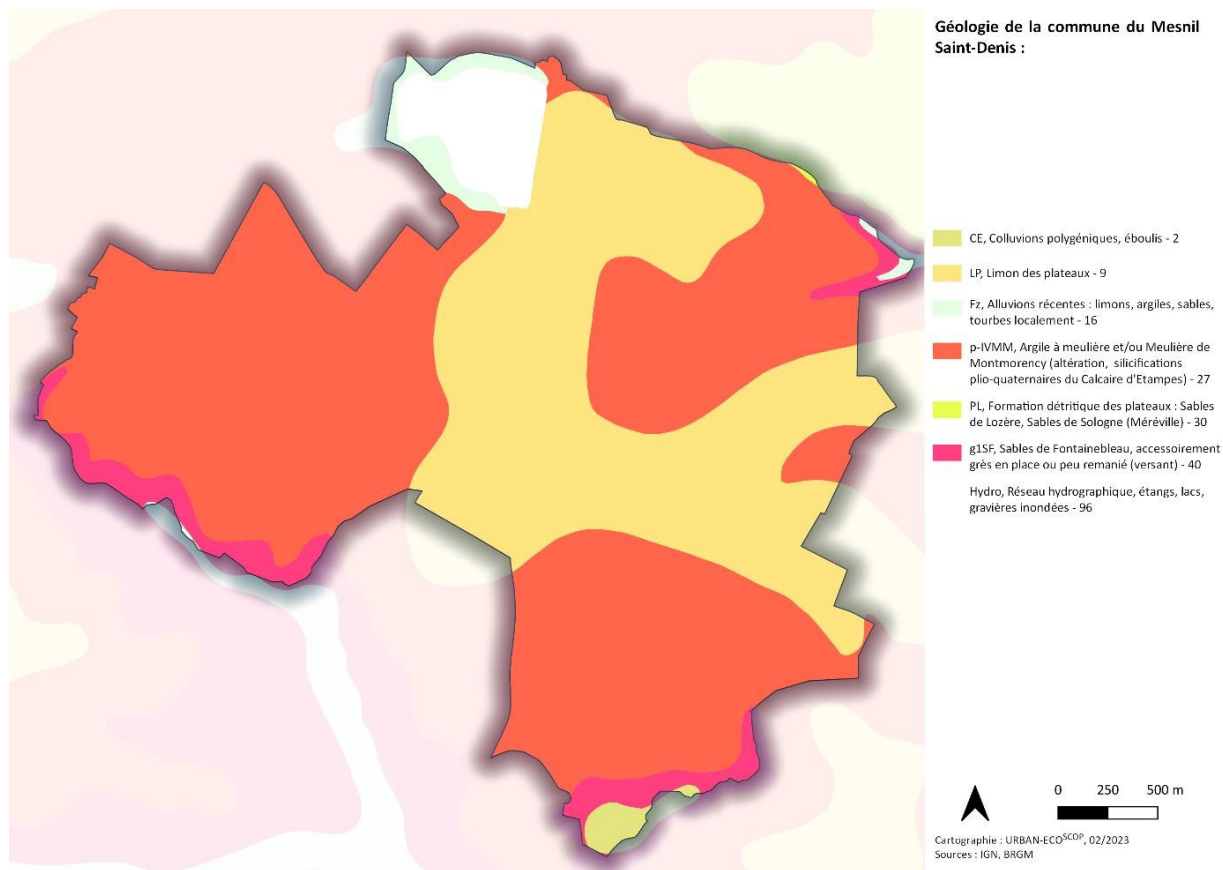 Géologie de la commune du Mesnil
Saint-Denis :
CE, Colluvions polygéniques, éboulis - 2
LP, Limon des plateaux - 9
Fz, Alluvions récentes : limons, argiles, sables,
tourbes localement - 16
p-IVMM, Argile à meulière et/ou Meulière de
Montmorency (altération, silicifications
plio-quaternaires du Calcaire d'Etampes) - 27
PL, Formation détritique des plateaux : Sables
de Lozère, Sables de Sologne (Méréville) - 30
g1SF, Sables de Fontainebleau, accessoirement
grès en place ou peu remanié (versant) - 40
Hydro, Réseau hydrographique, étangs, lacs,
gravières inondées - 96
0 250 500 m
Cartographie : URBAN-ECOSCOP, 02/2023
Sources : IGN, BRGM